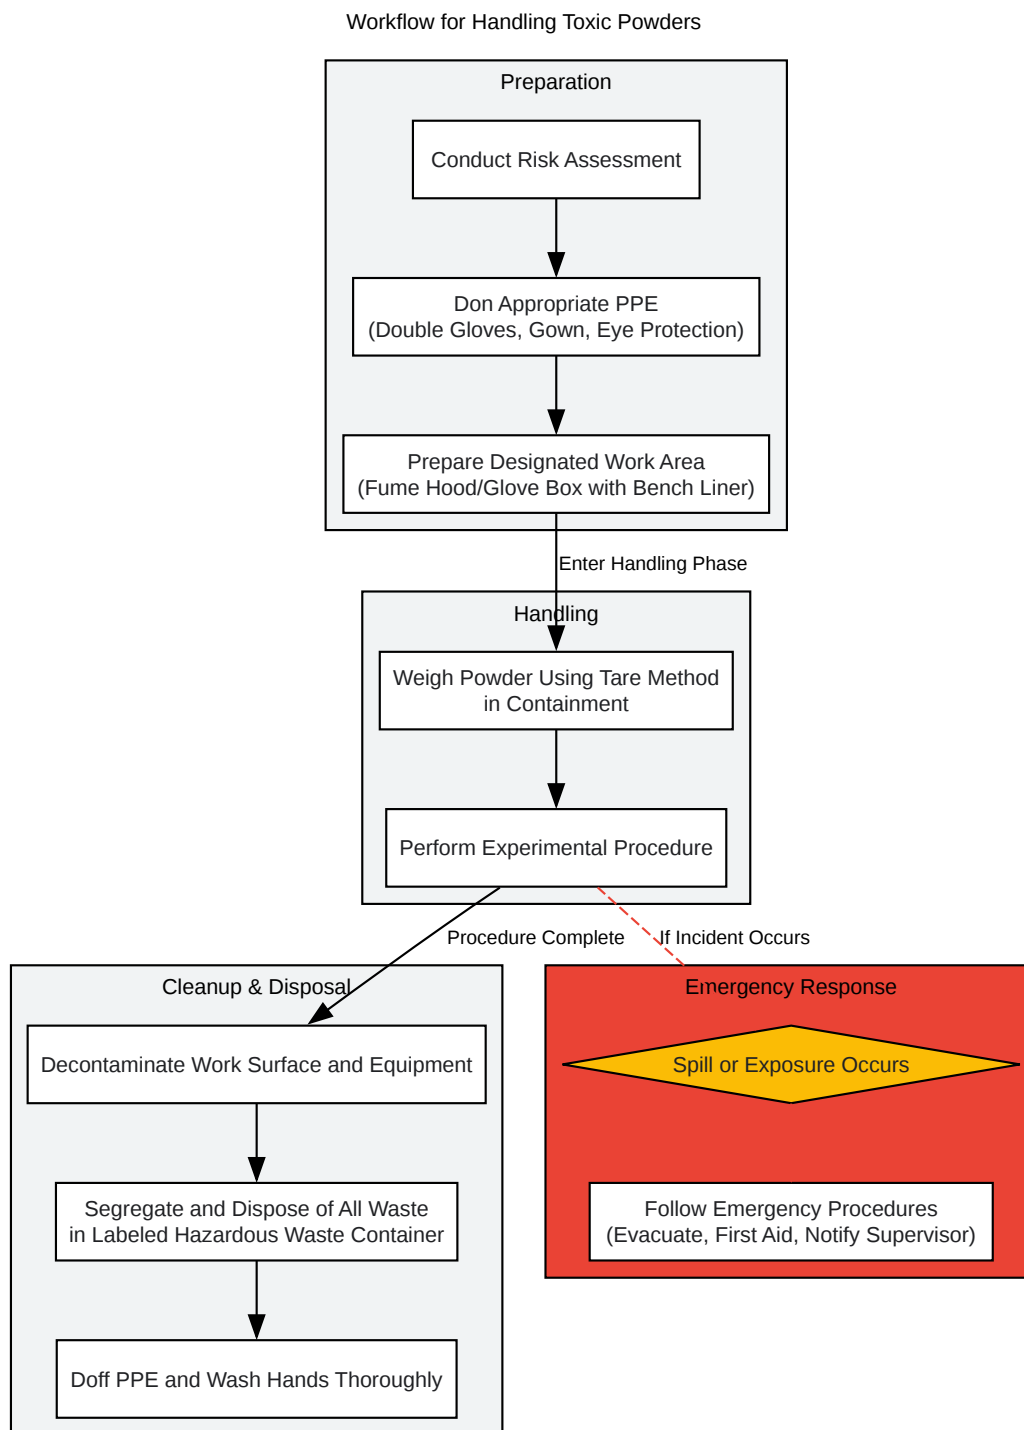 Workflow for Handling Toxic Powders
Preparation
Conduct Risk Assessment
Don Appropriate PPE
(Double Gloves, Gown, Eye Protection)
Prepare Designated Work Area
(Fume Hood/Glove Box with Bench Liner)
Enter Handling Phase
Handling
Weigh Powder Using Tare Method
in Containment
Perform Experimental Procedure
Procedure Complete
If Incident Occurs
Cleanup & Disposal
Decontaminate Work Surface and Equipment
Segregate and Dispose of All Waste
in Labeled Hazardous Waste Container
Doff PPE and Wash Hands Thoroughly
Emergency Response
Spill or Exposure Occurs
Follow Emergency Procedures
(Evacuate, First Aid, Notify Supervisor)